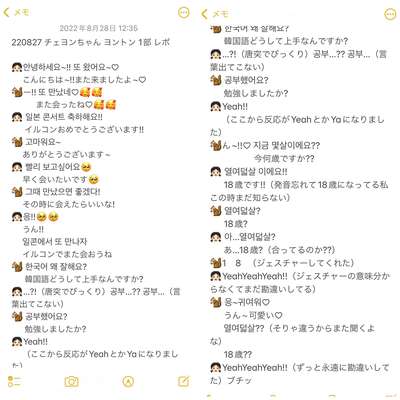 メモ
2022年8月28日 12:35
220827 チェヨンちゃん ヨントン 1部 レポ
👧🏻안녕하세요~!! 또 왔어요~♡
こんにちは~!!また来ましたよ~♡
🐿️ー!! 또 만났네♡🥰🥰
また会ったね♡🥰🥰
👧🏻 일본 콘서트 축하해요!!
イルコンおめでとうございます!!
🐿️ 고마워요~
ありがとうございます~
👧🏻 빨리 보고싶어요🥺
早く会いたいです🥺
🐿️ 그때 만났으면 좋겠다!
その時に会えたらいいな!
👧🏻응!!🥺🥺
うん!!
일콘에서 또 만나자
イルコンでまた会おうね
🐿️ 한국어 왜 잘해요?
韓国語どうして上手なんですか?
👧🏻...?!（唐突でびっくり）공부...?? 공부...（言
葉出てこない）
🐿️ 공부했어요?
勉強しましたか?
👧🏻Yeah!!
（ここから反応がYeahとかYaになりまし
た）
メモ
🐿️ 한국어 왜 잘해요?
韓国語どうして上手なんですか?
👧🏻...?!（唐突でびっくり）공부...?? 공부...（言
葉出てこない）
🐿️ 공부했어요?
勉強しましたか?
👧🏻Yeah!!
（ここから反応がYeahとかYaになりまし
た）
🐿️ん~!!♡ 지금 몇살이에요??
今何歳ですか??
👧🏻 열여덟살 이에요!!
18歳です!!（発音忘れて18歳になってる私
この時まだ知らない）
🐿️ 열여덟살?
18歳?
👧🏻 아...열여덟살?
あ...18歳?（合ってるのか??）
🐿️1 8 （ジェスチャーしてくれた）
👧🏻YeahYeahYeah!!（ジェスチャーの意味分か
らなくてまだ勘違いしてる）
🐿️ 응~귀여워♡
うん~可愛い♡
열여덟살??（そりゃ違うからまた聞くよ
な）
18歳??
👧🏻YeahYeahYeah!!（ずっと永遠に勘違いして
た）ブチッ